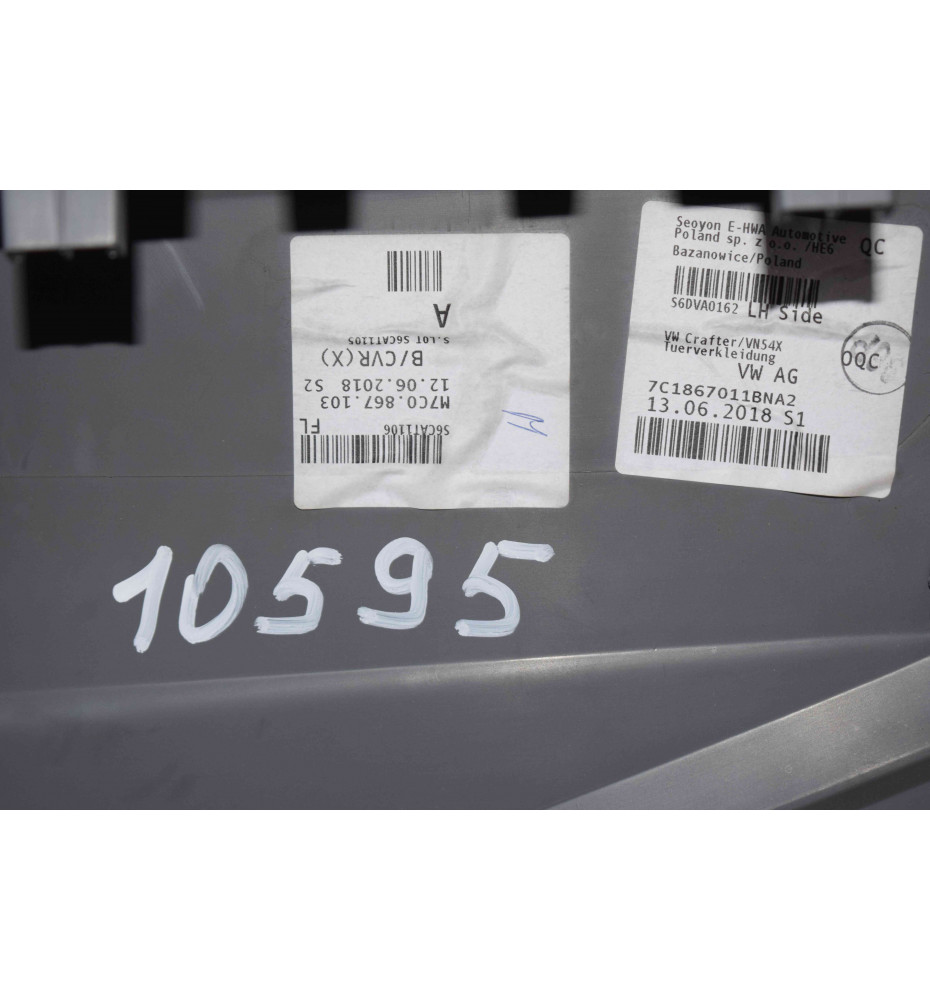 Seoyon E-HWA Automotive
Poland sp. z o.o. /HE6 QC
Bazanowice/Poland
S6DVA0162 LH Side
VW Crafter/VN54X
Tuerverkleidung
OQC
VW AG
7C1867011BNA2
13.06.2018 S1
S6CAT1106 FL
M7C0.867.103
12.06.2018 S2
B/CVR(X)
S.LOT S6CAT1105
A
10595